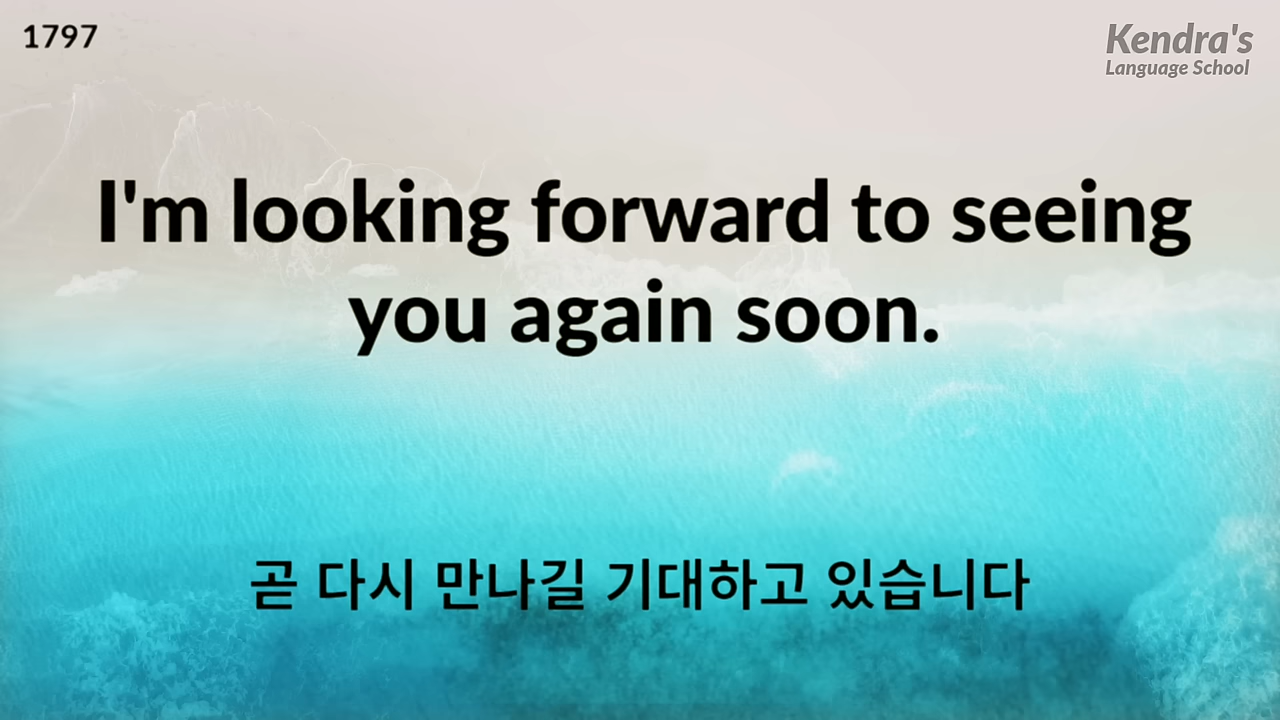 1797
Kendra's
Language School
I'm looking forward to seeing
you again soon.
곧 다시 만나길 기대하고 있습니다